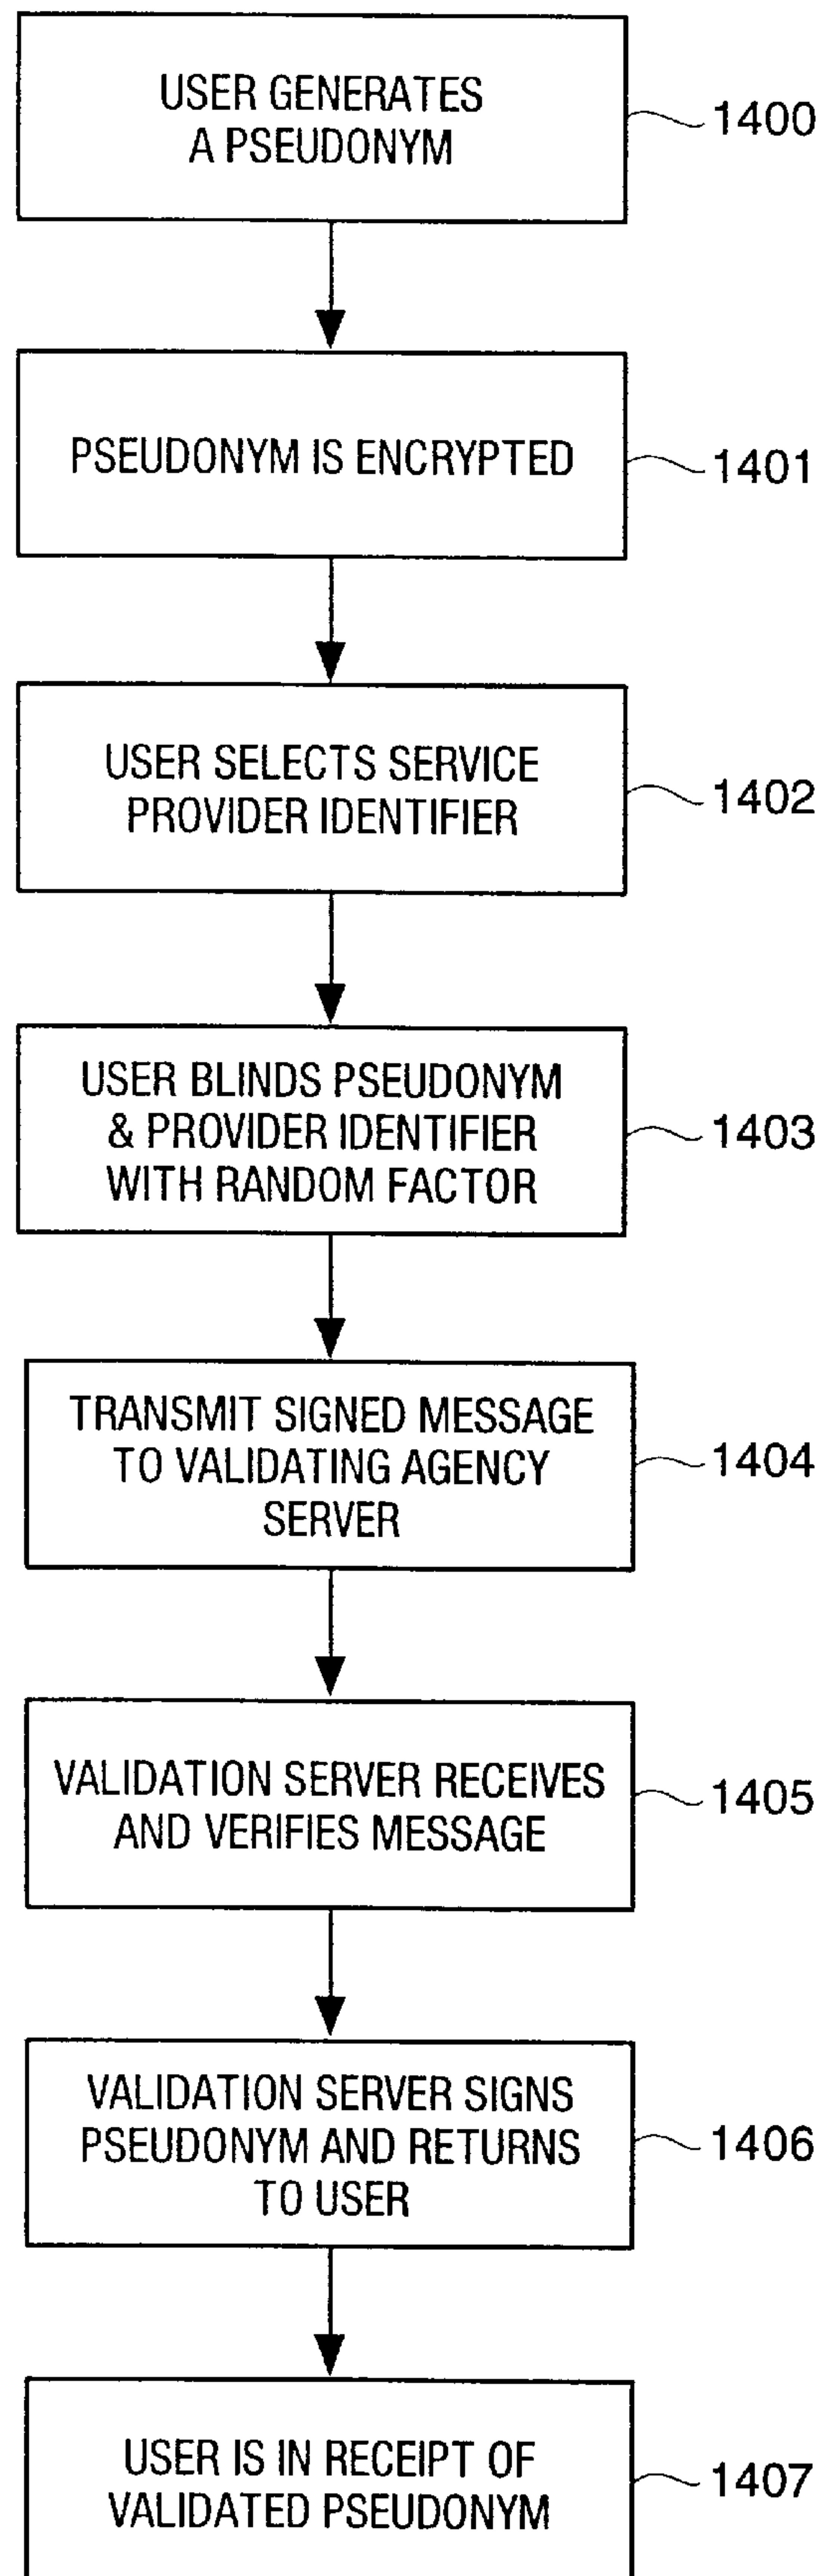 USER GENERATES
A PSEUDONYM
1400
PSEUDONYM IS ENCRYPTED
1401
USER SELECTS SERVICE
PROVIDER IDENTIFIER
1402
USER BLINDS PSEUDONYM
& PROVIDER IDENTIFIER
WITH RANDOM FACTOR
1403
TRANSMIT SIGNED MESSAGE
TO VALIDATING AGENCY
SERVER
1404
VALIDATION SERVER RECEIVES
AND VERIFIES MESSAGE
1405
VALIDATION SERVER SIGNS
PSEUDONYM AND RETURNS
TO USER
1406
USER IS IN RECEIPT OF
VALIDATED PSEUDONYM
1407